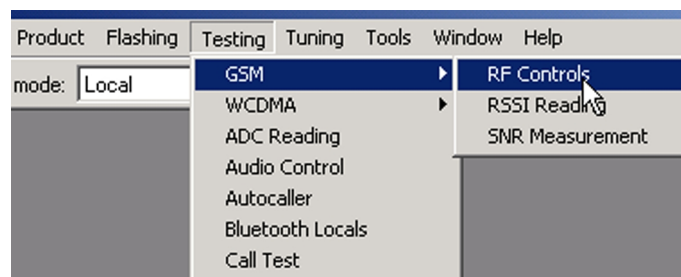 Product Flashing Testing Tuning Tools Window Help
mode: Local
GSM
WCDMA
ADC Reading
Audio Control
Autocaller
Bluetooth Locals
Call Test
RF Controls
RSSI Reading
SNR Measurement